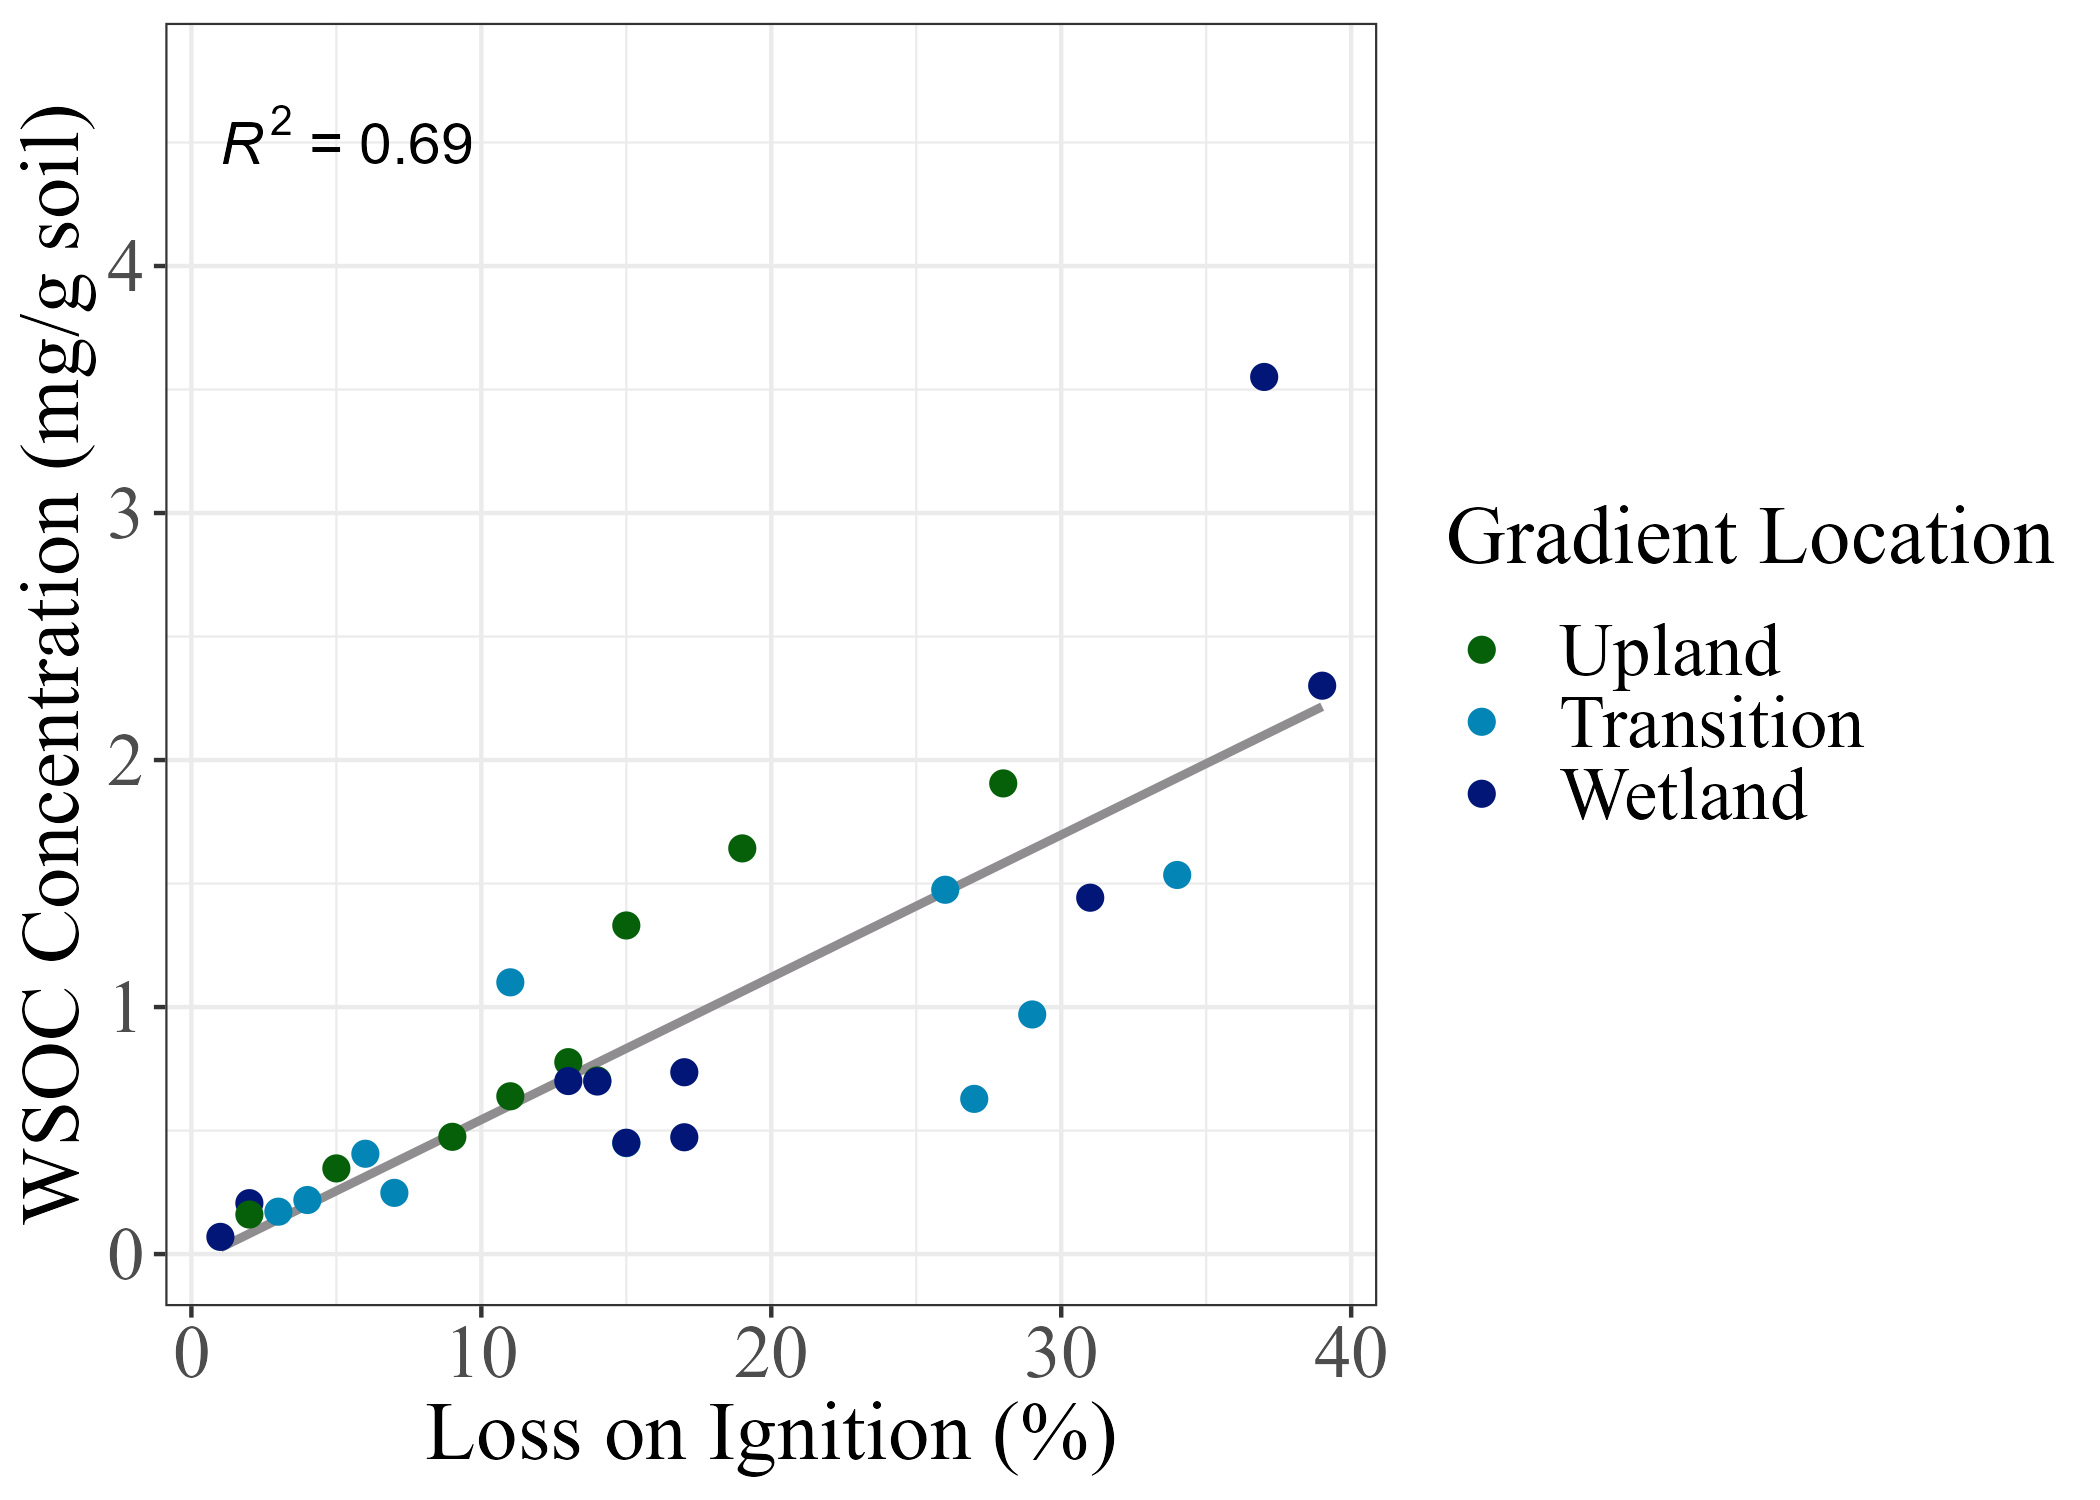 R² = 0.69
WSOC Concentration (mg/g soil)
4
3
2
1
0
0 10 20 30 40
Loss on Ignition (%)
Gradient Location
Upland
Transition
Wetland